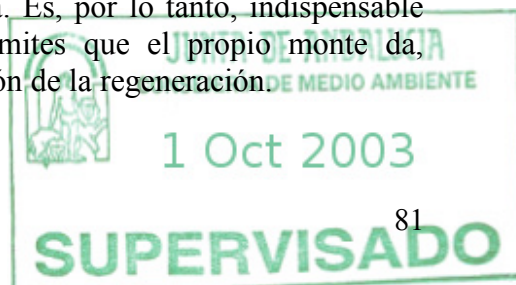 a. Es, por lo tanto, indispensable
mites que el propio monte da,
JUNTA DE ANDALUCIA
ón de la regeneración.
DE MEDIO AMBIENTE
1 Oct 2003
81
SUPERVISADO